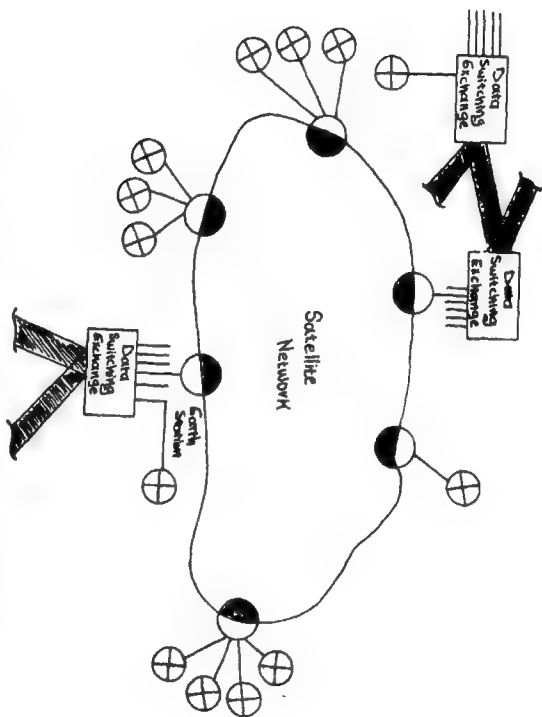 Data
Switching
Exchange
Data
Switching
Exchange
Satellite
Network
Earth
Station
Data
Switching
Exchange